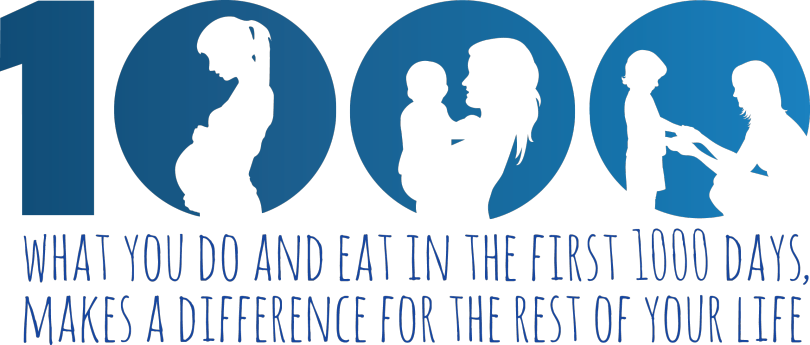 1000
WHAT YOU DO AND EAT IN THE FIRST 1000 DAYS,
MAKES A DIFFERENCE FOR THE REST OF YOUR LIFE